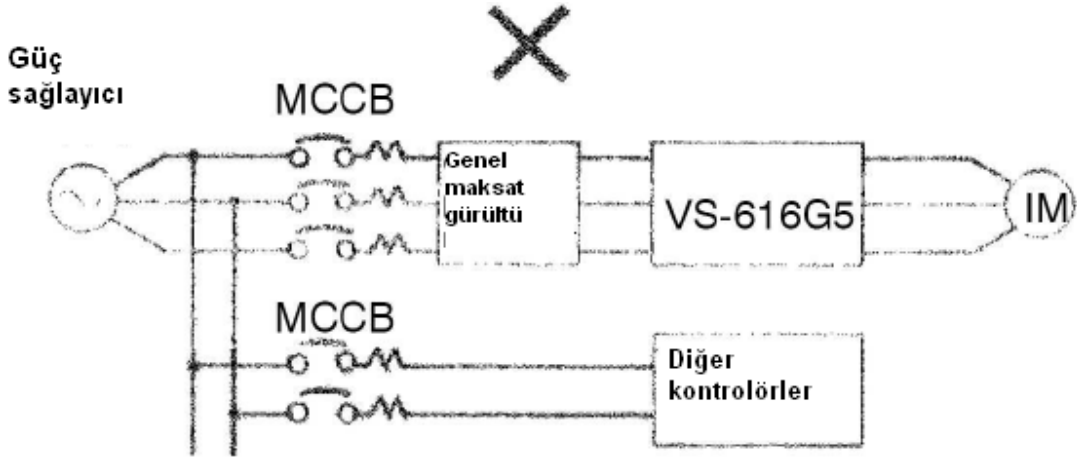 Güç
sağlayıcı
MCCB
Genel
maksat
gürültü
VS-616G5
IM
MCCB
Diğer
kontrolörler